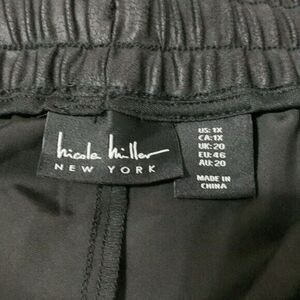 nicole miller
NEW YORK
US: 1X
CA: 1X
UK: 20
EU: 46
AU: 20
MADE IN
CHINA